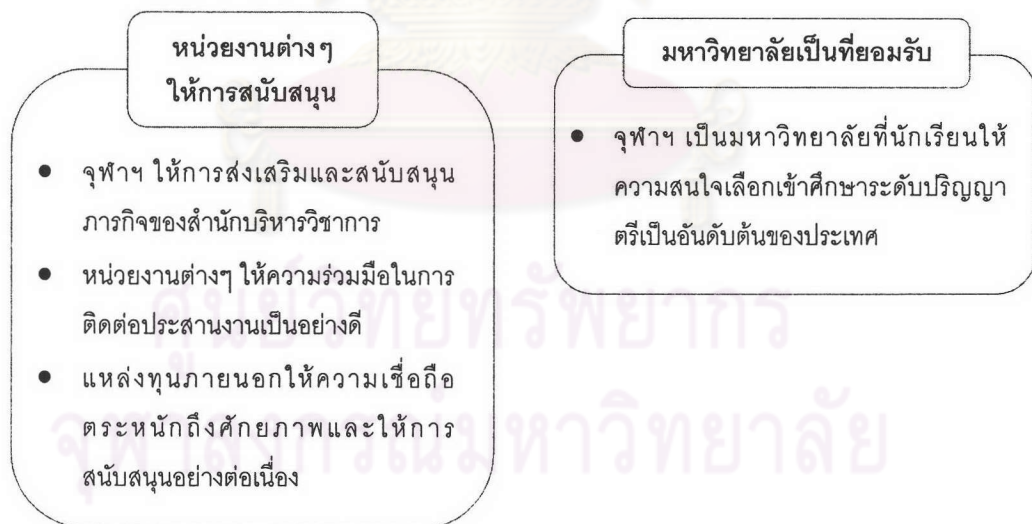 หน่วยงานต่างๆ
ให้การสนับสนุน
จุฬาฯ ให้การส่งเสริมและสนับสนุน
ภารกิจของสำนักบริหารวิชาการ
หน่วยงานต่างๆ ให้ความร่วมมือในการ
ติดต่อประสานงานเป็นอย่างดี
แหล่งทุนภายนอกให้ความเชื่อถือ
ตระหนักถึงศักยภาพและให้การ
สนับสนุนอย่างต่อเนื่อง
มหาวิทยาลัยเป็นที่ยอมรับ
จุฬาฯ เป็นมหาวิทยาลัยที่นักเรียนให้
ความสนใจเลือกเข้าศึกษาระดับปริญญา
ตรีเป็นอันดับต้นของประเทศ
ศูนย์วิทยทรัพยากร
จุฬาลงกรณ์มหาวิทยาลัย